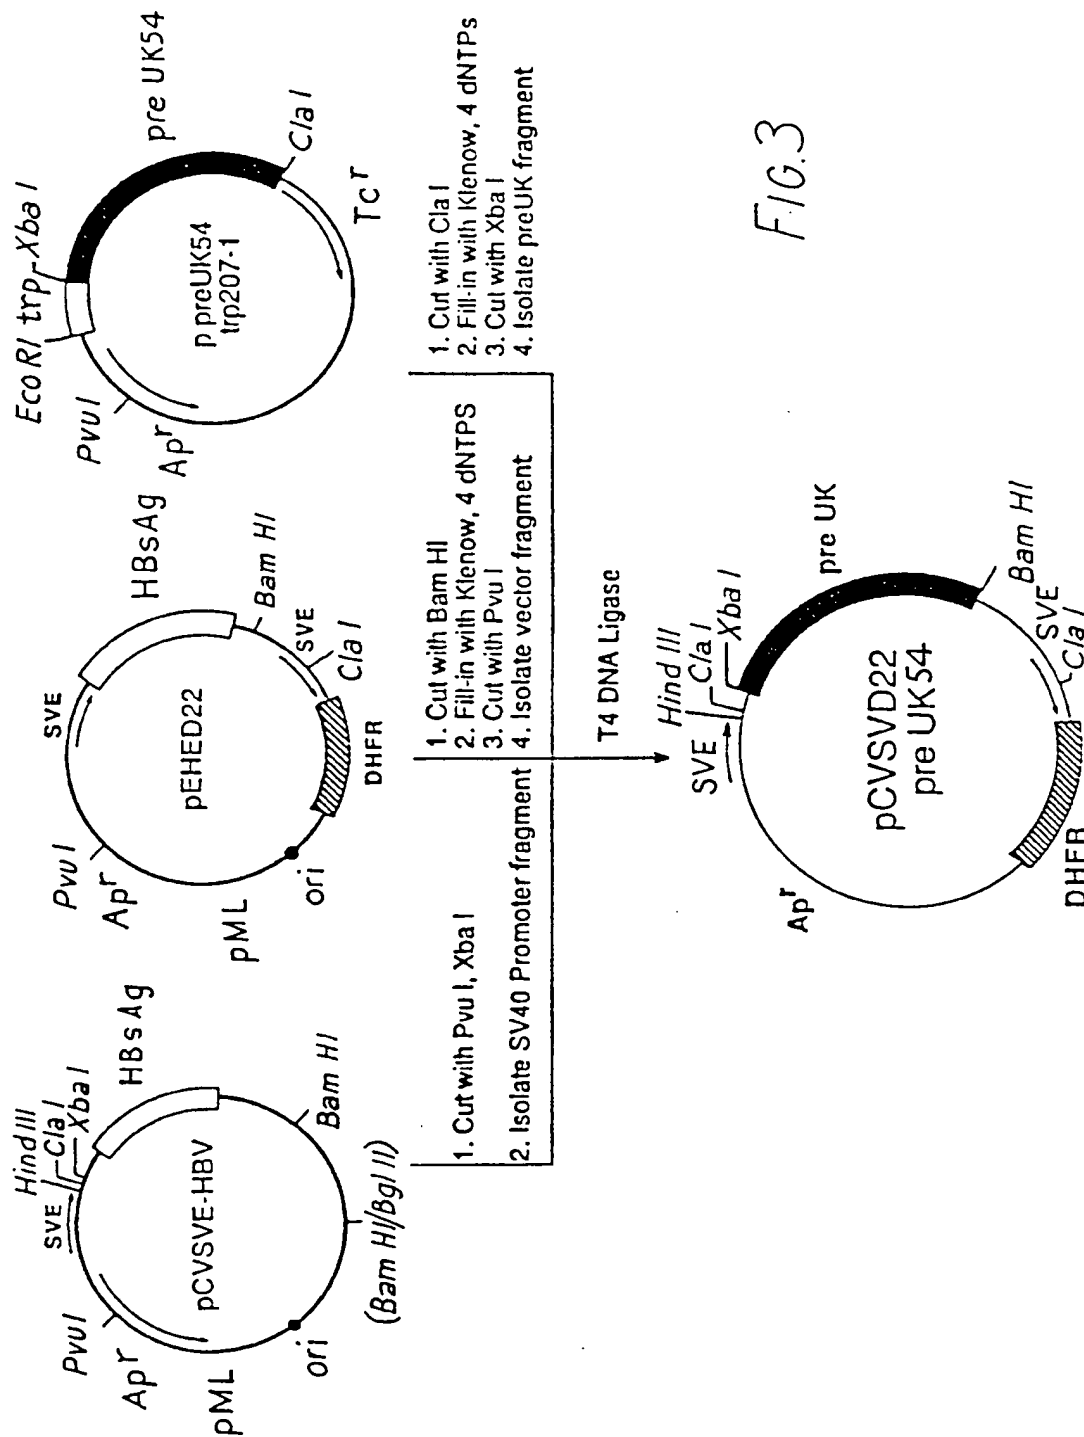 Hind III
Cla I
Xba I
SVE
HBsAg
Pvu I
Apʳ
pCVSVE-HBV
pML
ori
Bam HI
(Bam HI/Bgl II)
SVE
HBsAg
Pvu I
Apʳ
pEHED22
Bam HI
SVE
Cla I
pML
ori
DHFR
Eco RI
trp
Xba I
pre UK54
Pvu I
Apʳ
p preUK54
trp207-1
Cla I
Tcʳ
1. Cut with Pvu I, Xba I
2. Isolate SV40 Promoter fragment
1. Cut with Bam HI
2. Fill-in with Klenow, 4 dNTPS
3. Cut with Pvu I
4. Isolate vector fragment
1. Cut with Cla I
2. Fill-in with Klenow, 4 dNTPs
3. Cut with Xba I
4. Isolate preUK fragment
T4 DNA Ligase
Hind III
Cla I
Xba I
SVE
pre UK
Apʳ
pCVSVD22
pre UK54
Bam HI
SVE
Cla I
DHFR
FIG.3